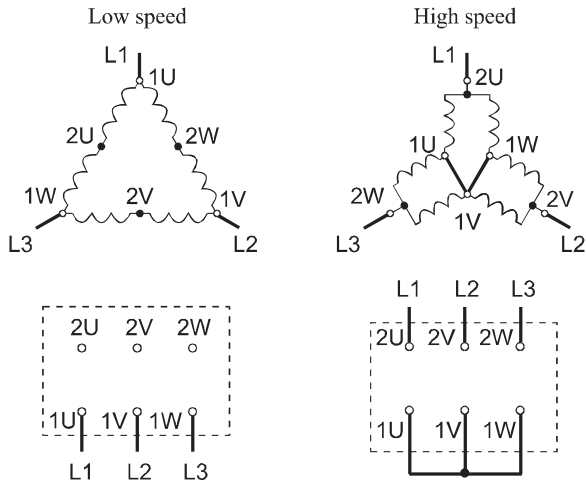 Low speed
High speed
L1
1U
2U
2W
1W
2V
1V
L3
L2
L1
2U
1U
1W
2W
2V
1V
L3
L2
2U 2V 2W
1U 1V 1W
L1 L2 L3
L1 L2 L3
2U 2V 2W
1U 1V 1W